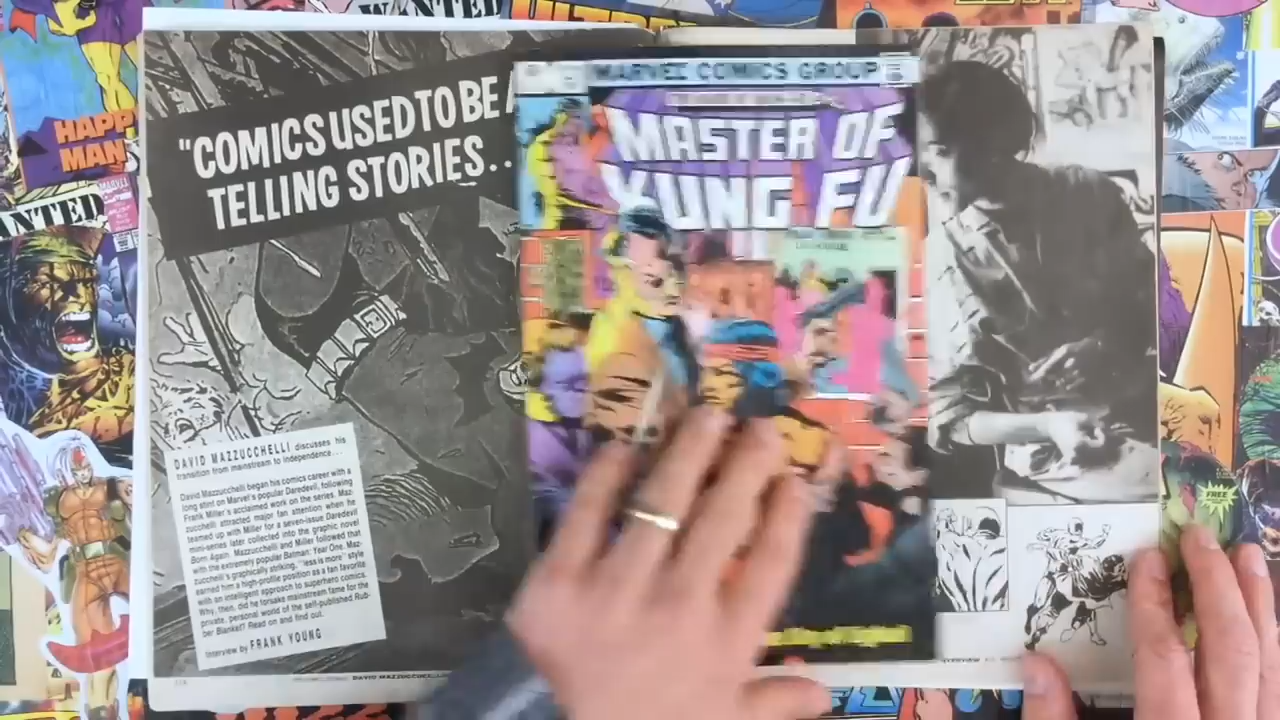 WANTED
HAPP
MAN
MARVEL
ANTED
"COMICS USED TO BE A
TELLING STORIES. . .
DAVID MAZZUCCHELLI discusses his
transition from mainstream to independence . . .
David Mazzucchelli began his comics career with a
long stint on Marvel's popular Daredevil, following
Frank Miller's acclaimed work on the series. Maz-
zucchelli attracted major fan attention when he
teamed up with Miller for a seven-issue Daredevil
mini-series later collected into the graphic novel
Born Again. Mazzucchelli and Miller followed that
with the extremely popular Batman: Year One. Maz-
zucchelli's graphically striking, "less is more" style
earned him a high-profile position as a fan favorite
with an intelligent approach to superhero comics.
Why, then, did he forsake mainstream fame for the
private, personal world of the self-published Rub-
ber Blanket? Read on and find out.
Interview by FRANK YOUNG
MARVEL COMICS GROUP
MASTER OF
KUNG FU
FREE